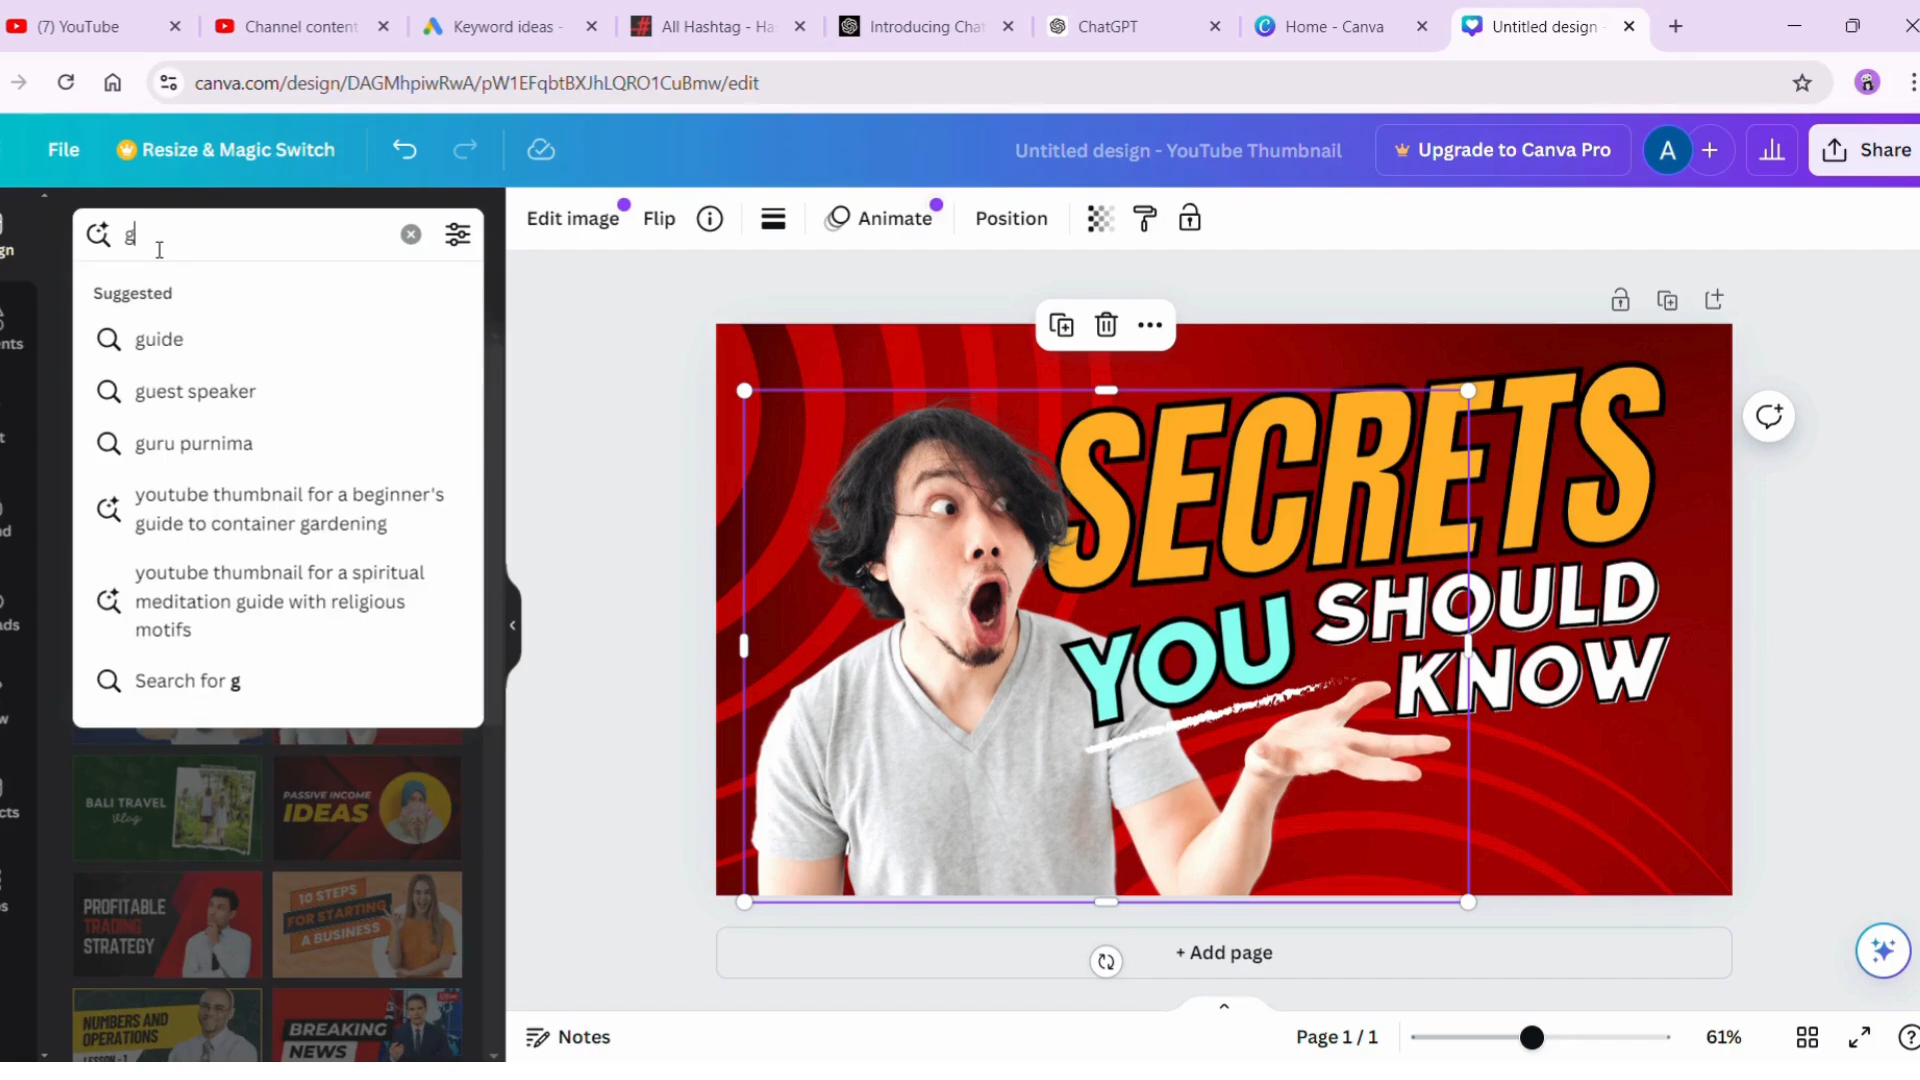 (7) YouTube
Channel content
Keyword ideas -
All Hashtag - Ha
Introducing Chat
ChatGPT
Home - Canva
Untitled design -
canva.com/design/DAGMhpiwRwA/pW1EFqbtBXJhLQRO1CuBmw/edit
File
Resize & Magic Switch
Untitled design - YouTube Thumbnail
Upgrade to Canva Pro
A
Share
g
Edit image
Flip
Animate
Position
Suggested
guide
guest speaker
guru purnima
youtube thumbnail for a beginner's
guide to container gardening
youtube thumbnail for a spiritual
meditation guide with religious
motifs
Search for g
BALI TRAVEL
Vlog
PASSIVE INCOME
IDEAS
PROFITABLE
TRADING
STRATEGY
10 STEPS
FOR STARTING
A BUSINESS
NUMBERS AND
OPERATIONS
LESSON - 1
BREAKING
NEWS
SECRETS
YOU SHOULD
KNOW
+ Add page
Notes
Page 1 / 1
61%